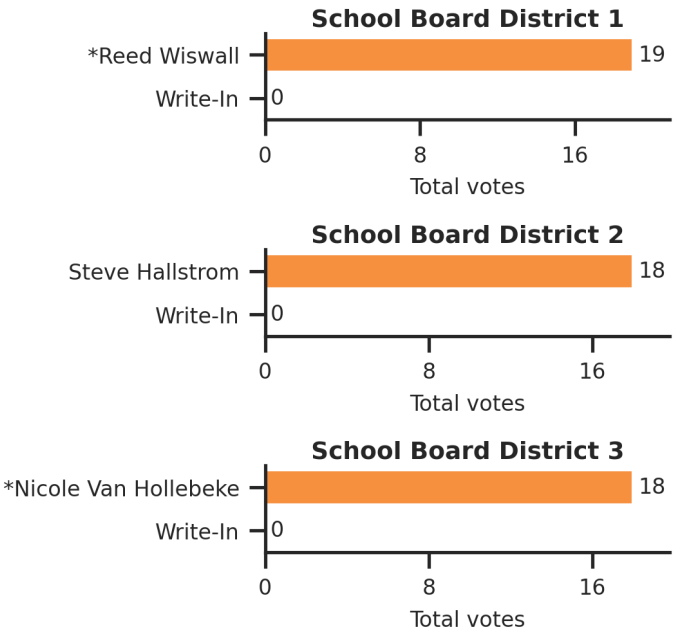 School Board District 1
*Reed Wiswall 19
Write-In 0
0 8 16
Total votes
School Board District 2
Steve Hallstrom 18
Write-In 0
0 8 16
Total votes
School Board District 3
*Nicole Van Hollebeke 18
Write-In 0
0 8 16
Total votes